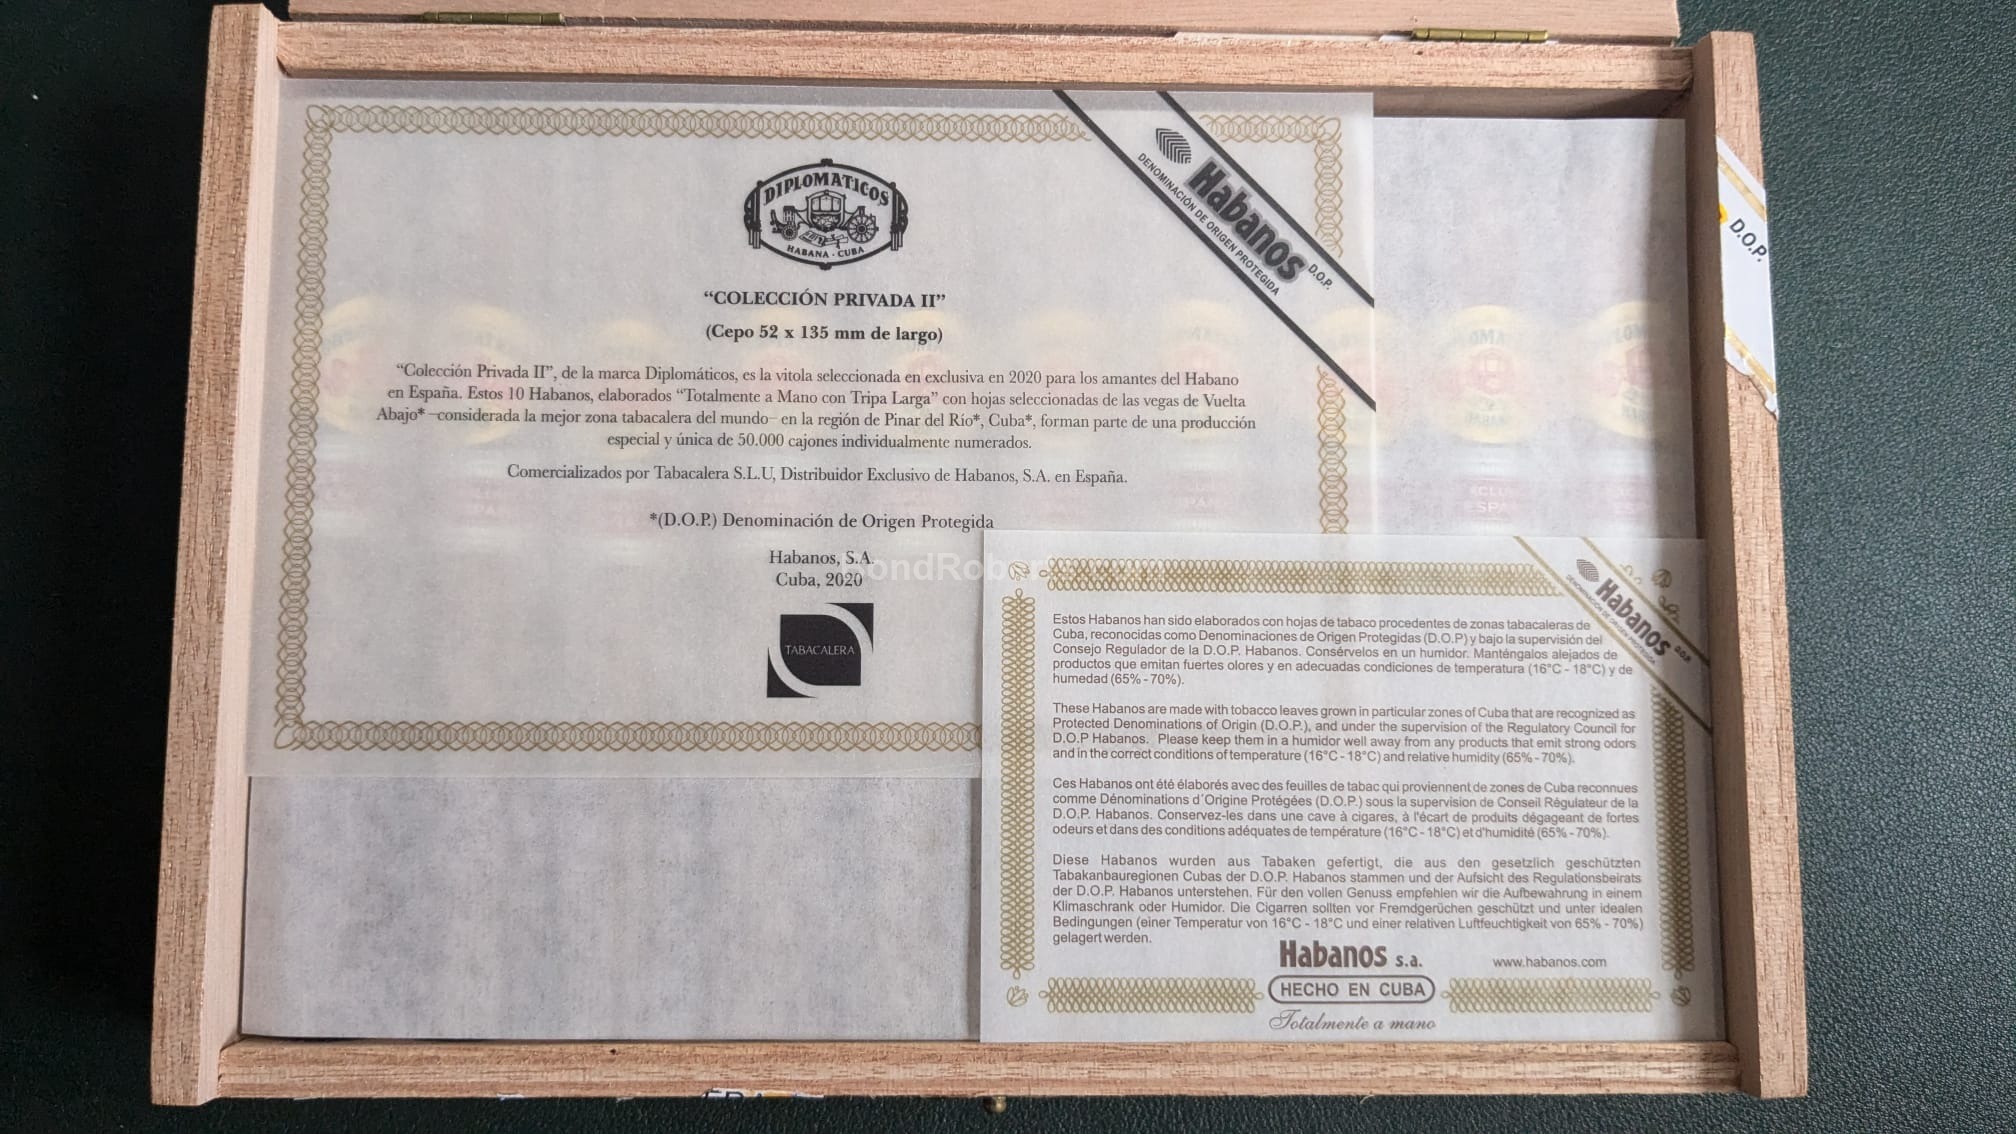 DIPLOMATICOS
HABANA · CUBA
Habanos D.O.P.
DENOMINACIÓN DE ORIGEN PROTEGIDA
D.O.P.
“COLECCIÓN PRIVADA II”
(Cepo 52 x 135 mm de largo)
“Colección Privada II”, de la marca Diplomáticos, es la vitola seleccionada en exclusiva en 2020 para los amantes del Habano
en España. Estos 10 Habanos, elaborados “Totalmente a Mano con Tripa Larga” con hojas seleccionadas de las vegas de Vuelta
Abajo* –considerada la mejor zona tabacalera del mundo– en la región de Pinar del Río*, Cuba*, forman parte de una producción
especial y única de 50.000 cajones individualmente numerados.
Comercializados por Tabacalera S.L.U, Distribuidor Exclusivo de Habanos, S.A. en España.
*(D.O.P.) Denominación de Origen Protegida
Habanos, S.A.
Cuba, 2020
TABACALERA
Habanos D.O.P.
DENOMINACIÓN DE ORIGEN PROTEGIDA
Estos Habanos han sido elaborados con hojas de tabaco procedentes de zonas tabacaleras de
Cuba, reconocidas como Denominaciones de Origen Protegidas (D.O.P) y bajo la supervisión del
Consejo Regulador de la D.O.P. Habanos. Consérvelos en un humidor. Manténgalos alejados de
productos que emitan fuertes olores y en adecuadas condiciones de temperatura (16°C - 18°C) y de
humedad (65% - 70%).
These Habanos are made with tobacco leaves grown in particular zones of Cuba that are recognized as
Protected Denominations of Origin (D.O.P.), and under the supervision of the Regulatory Council for
D.O.P Habanos. Please keep them in a humidor well away from any products that emit strong odors
and in the correct conditions of temperature (16°C - 18°C) and relative humidity (65% - 70%).
Ces Habanos ont été élaborés avec des feuilles de tabac qui proviennent de zones de Cuba reconnues
comme Dénominations d´Origine Protégées (D.O.P.) sous la supervision de Conseil Régulateur de la
D.O.P. Habanos. Conservez-les dans une cave à cigares, à l'écart de produits dégageant de fortes
odeurs et dans des conditions adéquates de température (16°C - 18°C) et d'humidité (65% - 70%).
Diese Habanos wurden aus Tabaken gefertigt, die aus den gesetzlich geschützten
Tabakanbauregionen Cubas der D.O.P. Habanos stammen und der Aufsicht des Regulationsbeirats
der D.O.P. Habanos unterstehen. Für den vollen Genuss empfehlen wir die Aufbewahrung in einem
Klimaschrank oder Humidor. Die Cigarren sollten vor Fremdgerüchen geschützt und unter idealen
Bedingungen (einer Temperatur von 16°C - 18°C und einer relativen Luftfeuchtigkeit von 65% - 70%)
gelagert werden.
Habanos s.a.
www.habanos.com
HECHO EN CUBA
Totalmente a mano